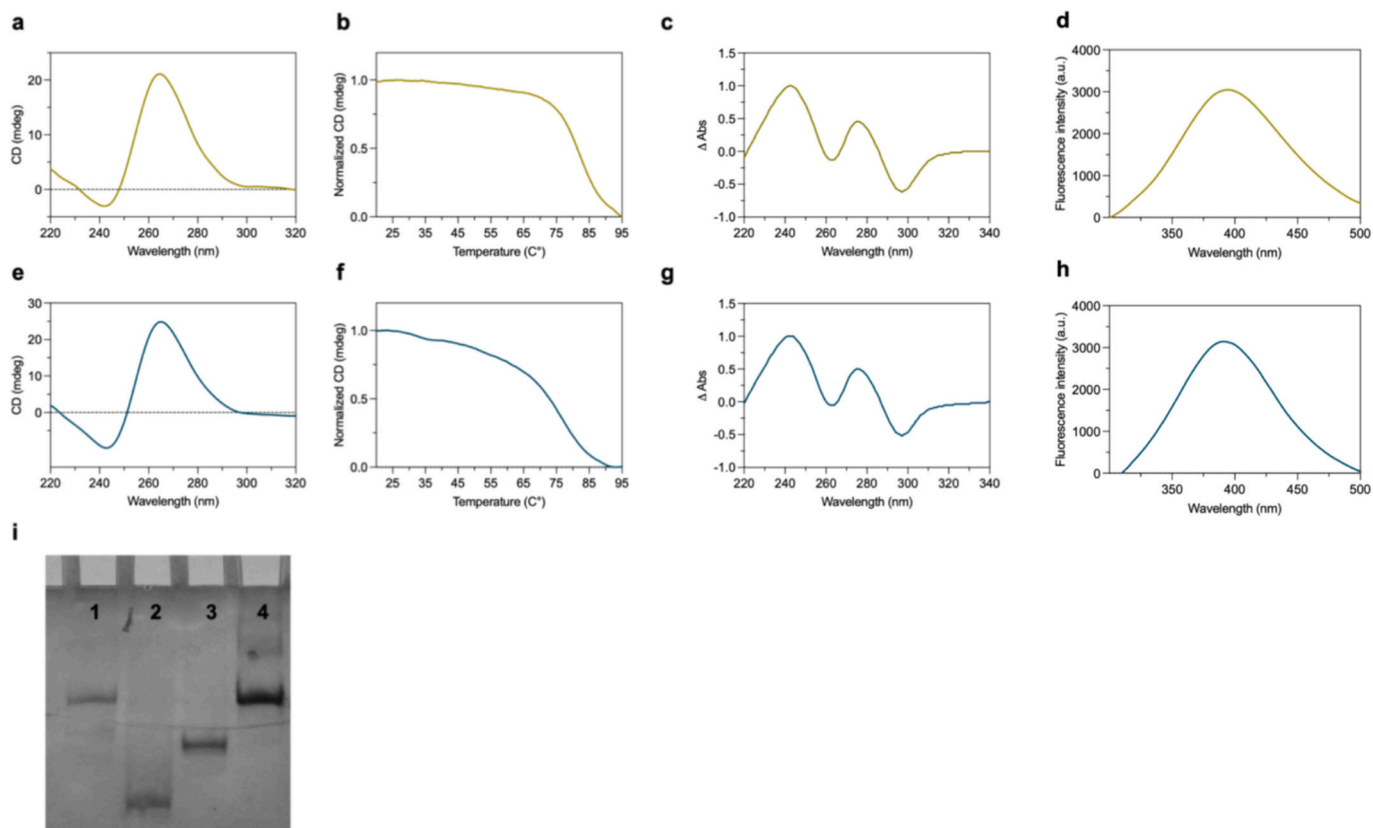 a
b
c
d
20
10
0
CD (mdeg)
220 240 260 280 300 320
Wavelength (nm)
1.0
0.5
0.0
Normalized CD (mdeg)
25 35 45 55 65 75 85 95
Temperature (C°)
1.5
1.0
0.5
0.0
-0.5
-1.0
Δ Abs
220 240 260 280 300 320 340
Wavelength (nm)
4000
3000
2000
1000
0
Fluorescence intensity (a.u.)
350 400 450 500
Wavelength (nm)
e
f
g
h
30
20
10
0
CD (mdeg)
220 240 260 280 300 320
Wavelength (nm)
1.0
0.5
0.0
Normalized CD (mdeg)
25 35 45 55 65 75 85 95
Temperature (C°)
1.5
1.0
0.5
0.0
-0.5
-1.0
Δ Abs
220 240 260 280 300 320 340
Wavelength (nm)
4000
3000
2000
1000
0
Fluorescence intensity (a.u.)
350 400 450 500
Wavelength (nm)
i
1 2 3 4